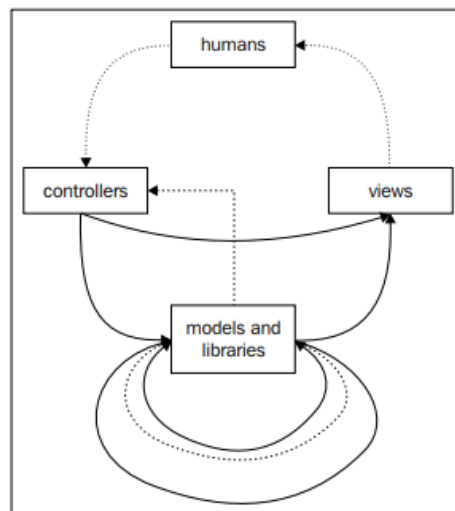 humans
controllers
views
models and
libraries